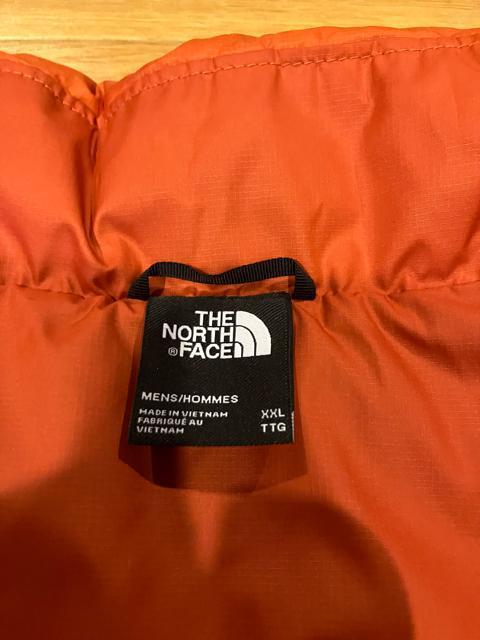 THE
NORTH
® FACE
MENS/HOMMES
MADE IN VIETNAM
FABRIQUÉ AU
VIETNAM
XXL
TTG